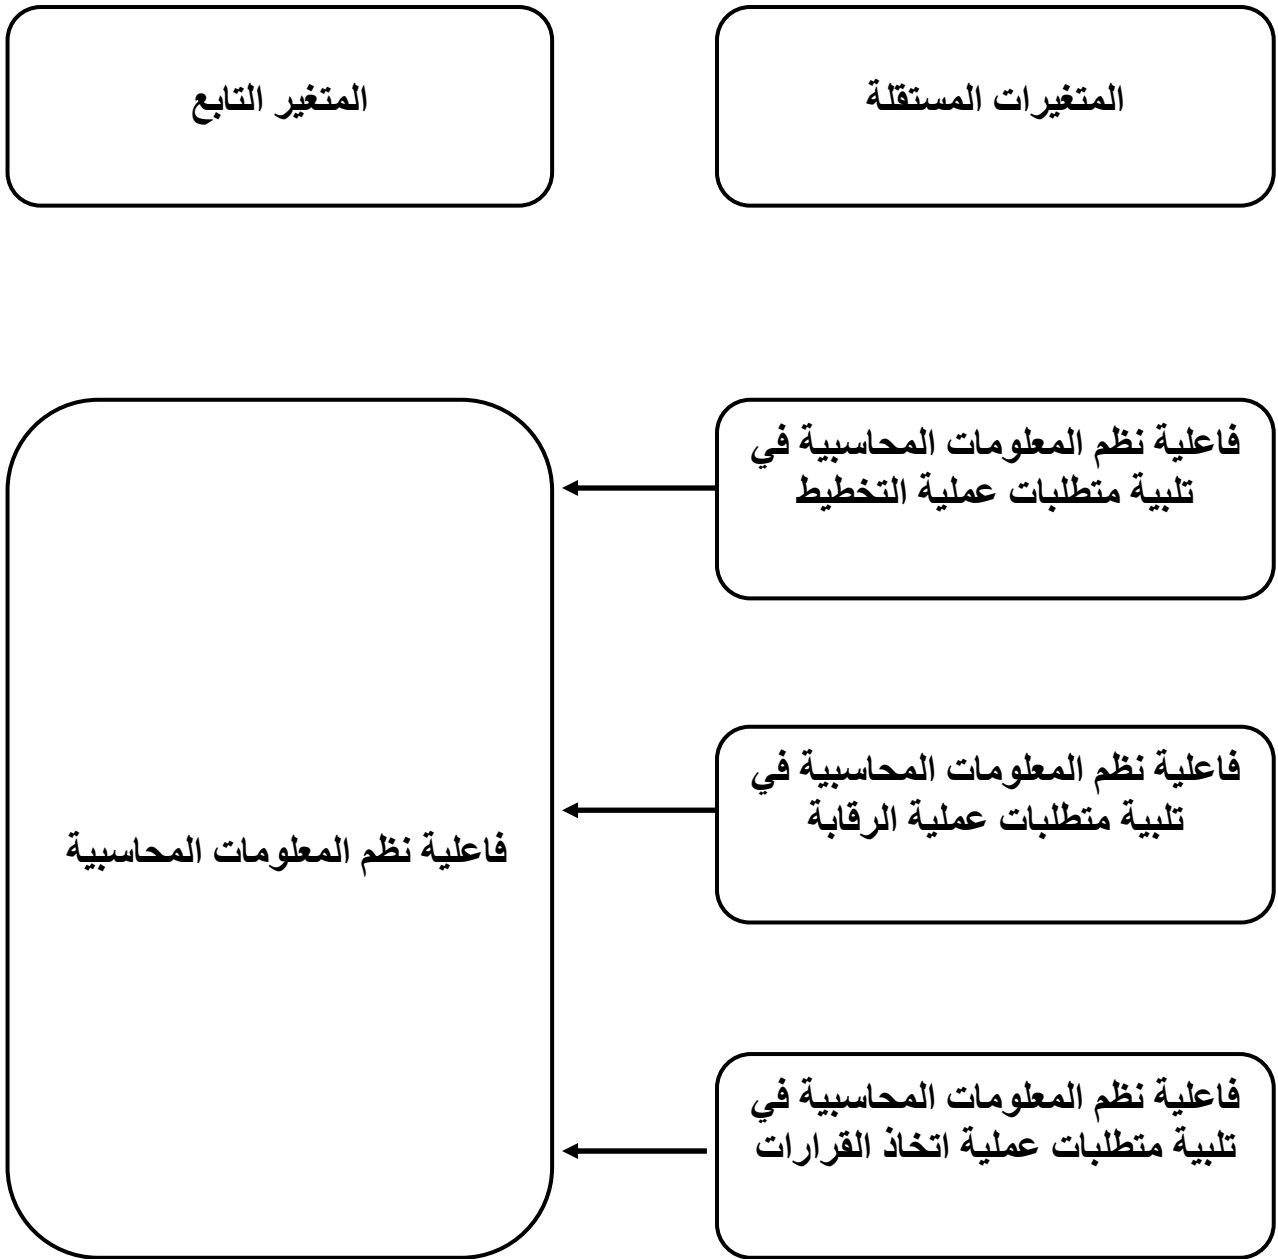 المتغيرات المستقلة
المتغير التابع
فاعلية نظم المعلومات المحاسبية في
تلبية متطلبات عملية التخطيط
فاعلية نظم المعلومات المحاسبية في
تلبية متطلبات عملية الرقابة
فاعلية نظم المعلومات المحاسبية
فاعلية نظم المعلومات المحاسبية في
تلبية متطلبات عملية اتخاذ القرارات